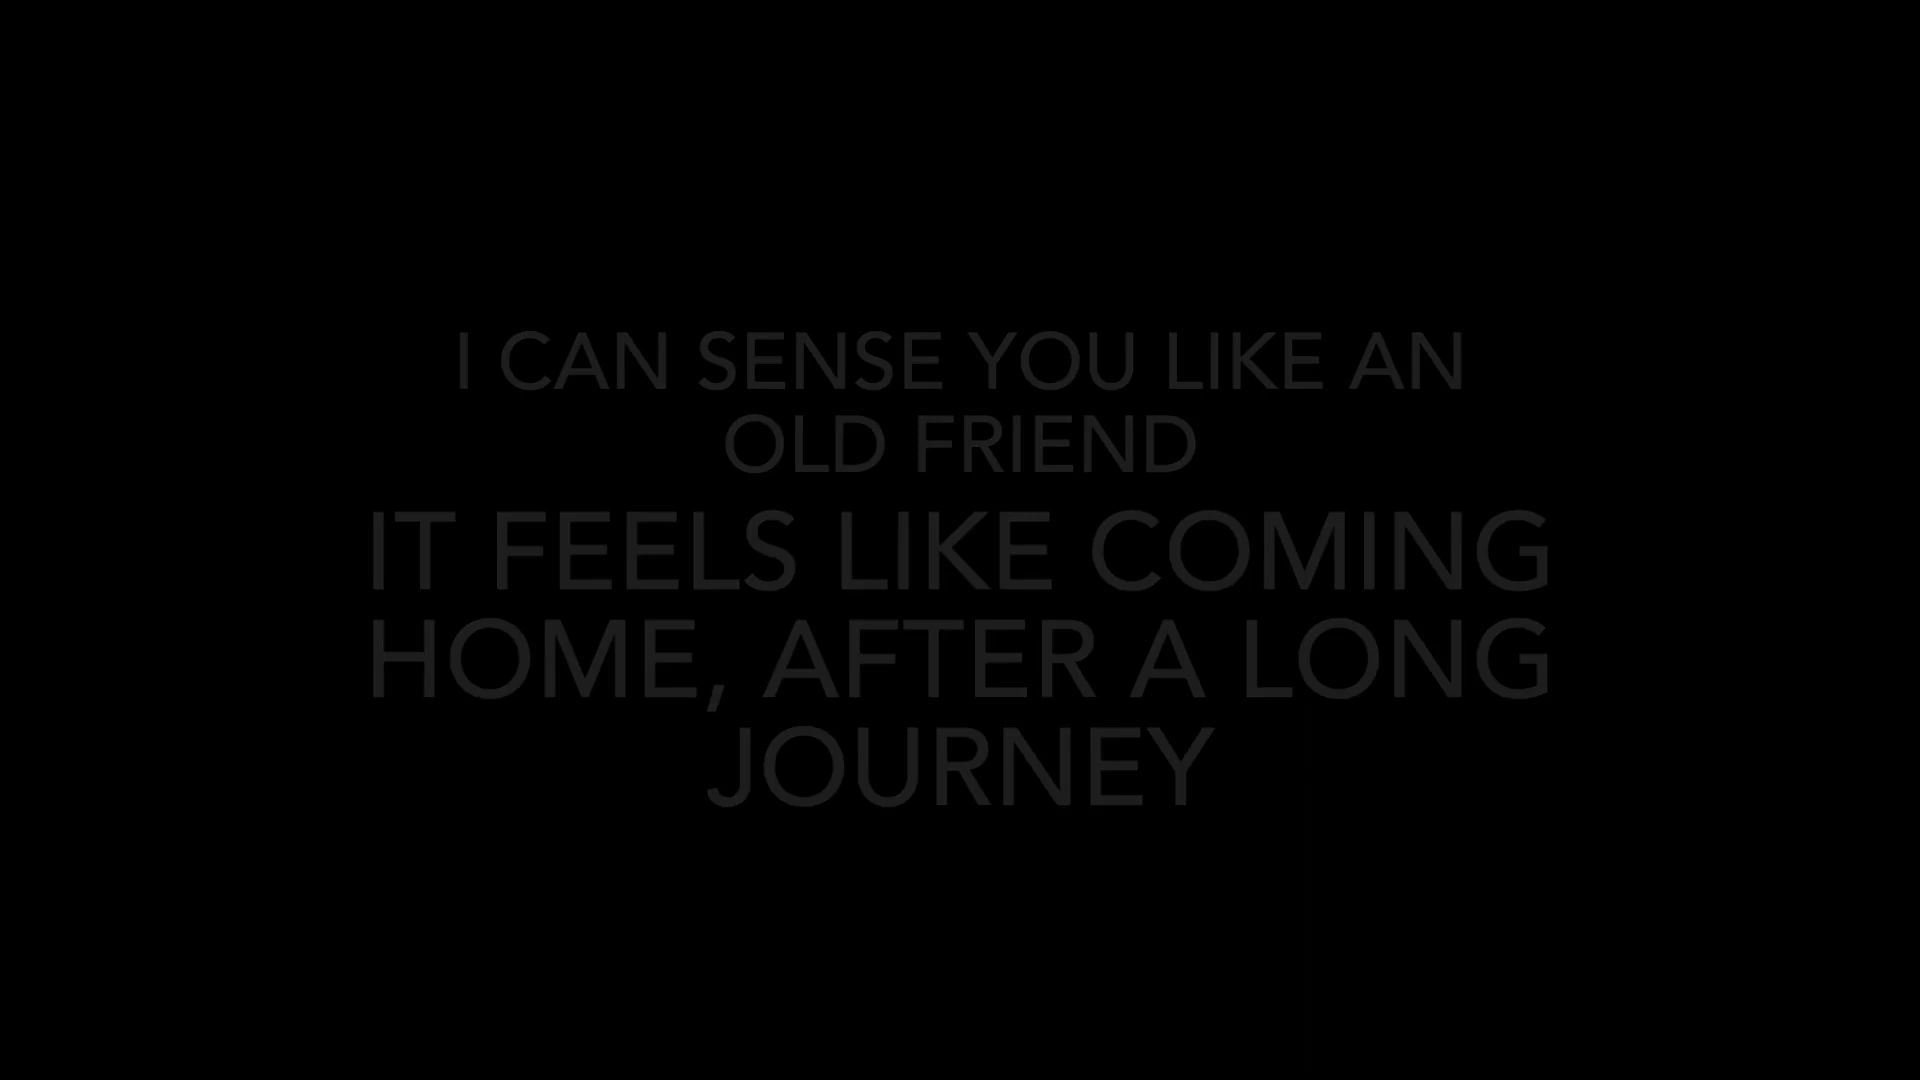 I CAN SENSE YOU LIKE AN
OLD FRIEND
IT FEELS LIKE COMING
HOME, AFTER A LONG
JOURNEY